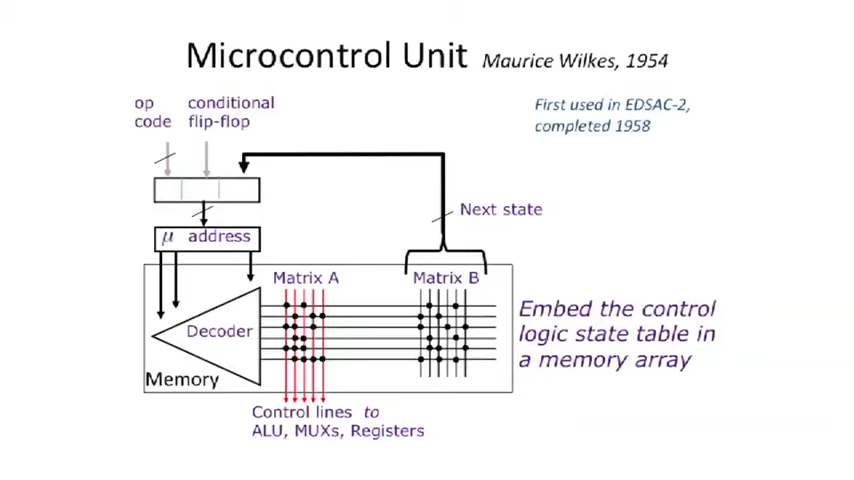 Microcontrol Unit Maurice Wilkes, 1954
op conditional
code flip-flop
First used in EDSAC-2,
completed 1958
Next state
μ address
Matrix A Matrix B
Decoder
Memory
Embed the control
logic state table in
a memory array
Control lines to
ALU, MUXs, Registers